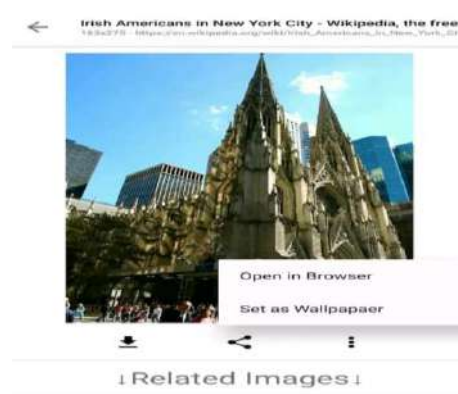 Irish Americans in New York City - Wikipedia, the free
Open in Browser
Set as Wallpapaer
↓Related Images↓